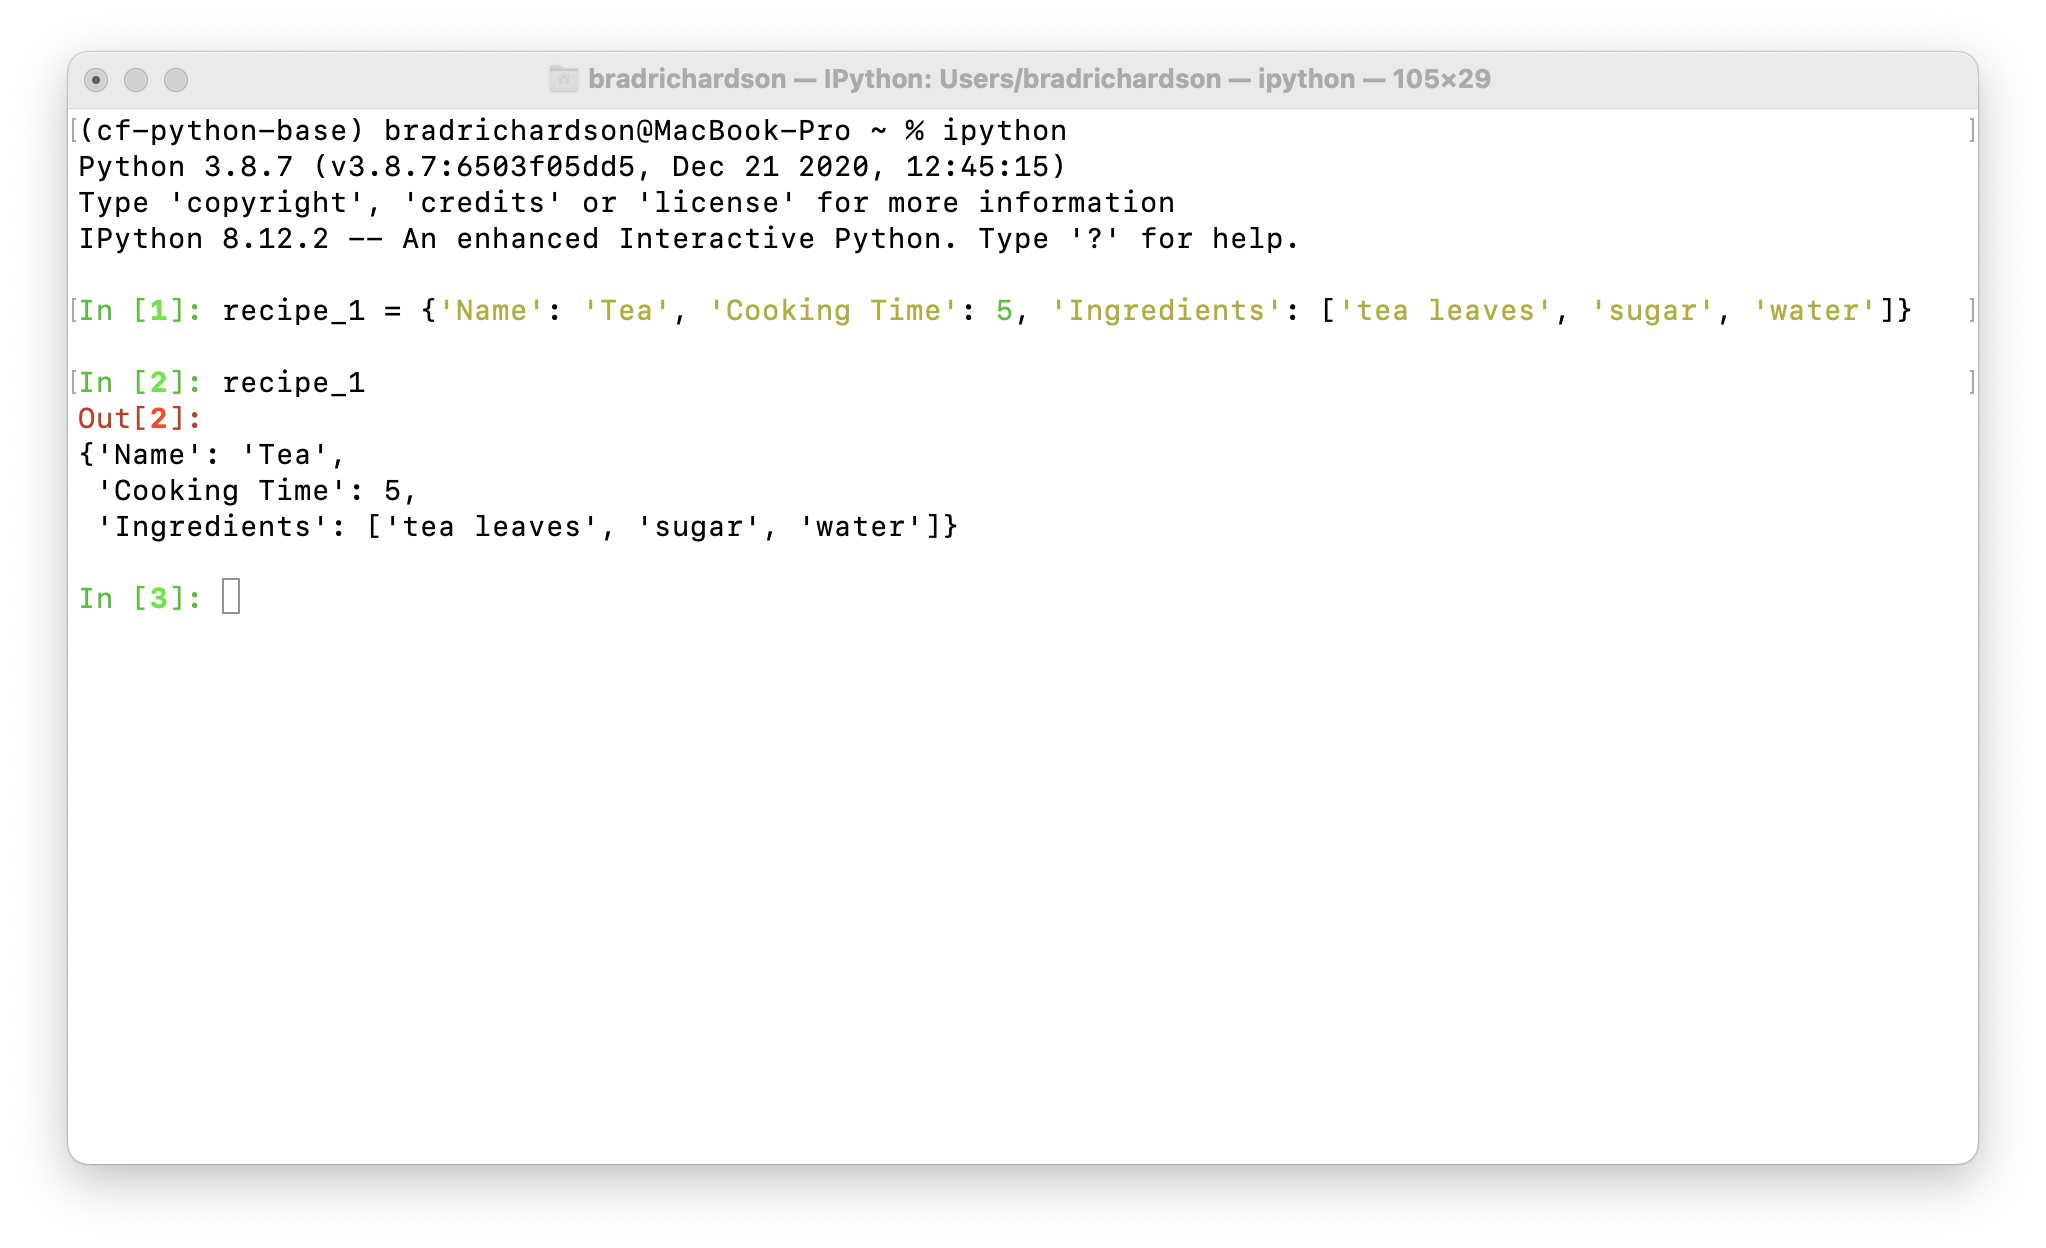 bradrichardson — IPython: Users/bradrichardson — ipython — 105×29
(cf-python-base) bradrichardson@MacBook-Pro ~ % ipython
Python 3.8.7 (v3.8.7:6503f05dd5, Dec 21 2020, 12:45:15)
Type 'copyright', 'credits' or 'license' for more information
IPython 8.12.2 -- An enhanced Interactive Python. Type '?' for help.
In [1]: recipe_1 = {'Name': 'Tea', 'Cooking Time': 5, 'Ingredients': ['tea leaves', 'sugar', 'water']}
In [2]: recipe_1
Out[2]:
{'Name': 'Tea',
 'Cooking Time': 5,
 'Ingredients': ['tea leaves', 'sugar', 'water']}
In [3]: